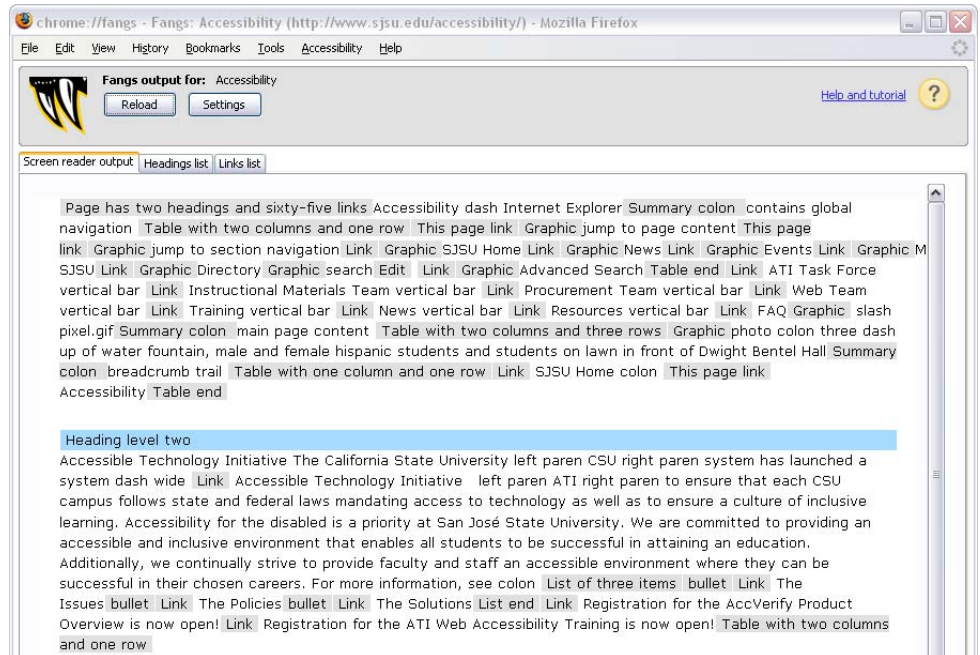 chrome://fangs - Fangs: Accessibility (http://www.sjsu.edu/accessibility/) - Mozilla Firefox
File Edit View History Bookmarks Tools Accessibility Help
Fangs output for: Accessibility
Reload Settings
Help and tutorial ?
Screen reader output Headings list Links list
Page has two headings and sixty-five links Accessibility dash Internet Explorer Summary colon contains global
navigation Table with two columns and one row This page link Graphic jump to page content This page
link Graphic jump to section navigation Link Graphic SJSU Home Link Graphic News Link Graphic Events Link Graphic M
SJSU Link Graphic Directory Graphic search Edit Link Graphic Advanced Search Table end Link ATI Task Force
vertical bar Link Instructional Materials Team vertical bar Link Procurement Team vertical bar Link Web Team
vertical bar Link Training vertical bar Link News vertical bar Link Resources vertical bar Link FAQ Graphic slash
pixel.gif Summary colon main page content Table with two columns and three rows Graphic photo colon three dash
up of water fountain, male and female hispanic students and students on lawn in front of Dwight Bentel Hall Summary
colon breadcrumb trail Table with one column and one row Link SJSU Home colon This page link
Accessibility Table end
Heading level two
Accessible Technology Initiative The California State University left paren CSU right paren system has launched a
system dash wide Link Accessible Technology Initiative left paren ATI right paren to ensure that each CSU
campus follows state and federal laws mandating access to technology as well as to ensure a culture of inclusive
learning. Accessibility for the disabled is a priority at San José State University. We are committed to providing an
accessible and inclusive environment that enables all students to be successful in attaining an education.
Additionally, we continually strive to provide faculty and staff an accessible environment where they can be
successful in their chosen careers. For more information, see colon List of three items bullet Link The
Issues bullet Link The Policies bullet Link The Solutions List end Link Registration for the AccVerify Product
Overview is now open! Link Registration for the ATI Web Accessibility Training is now open! Table with two columns
and one row